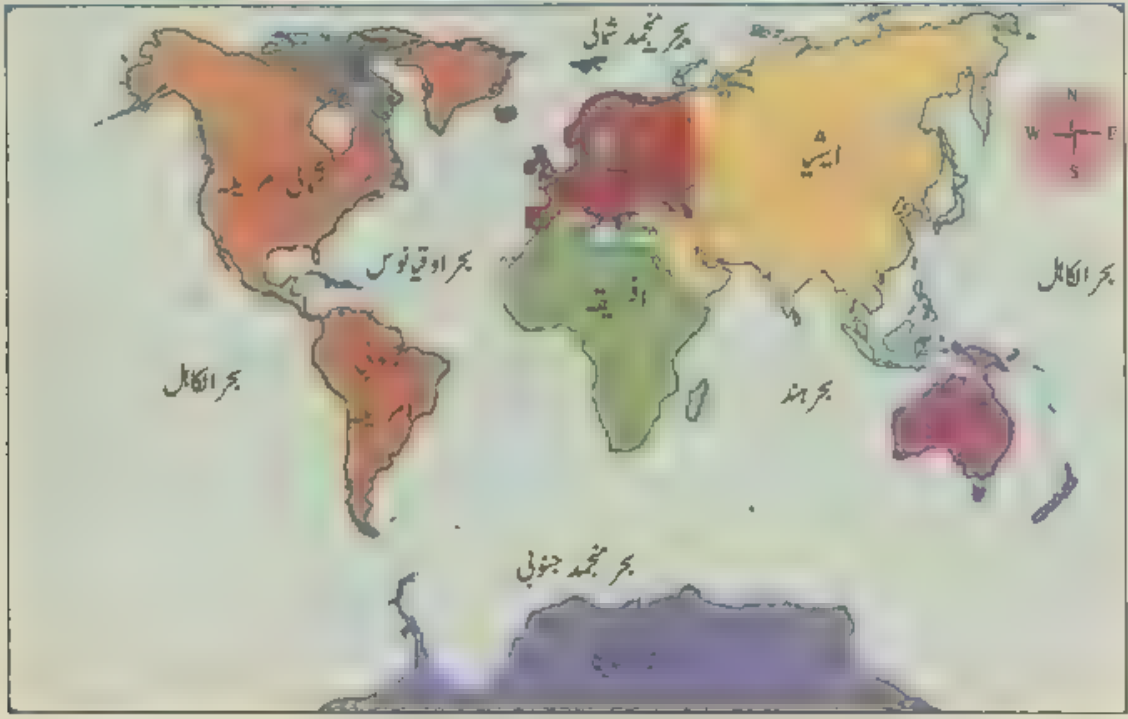 بحر منجمد شمالی
N
W E
S
ایشیا
بحر اوقیانوس
افریقہ
بحر الکاہل
بحر الکاہل
بحر ہند
بحر منجمد جنوبی